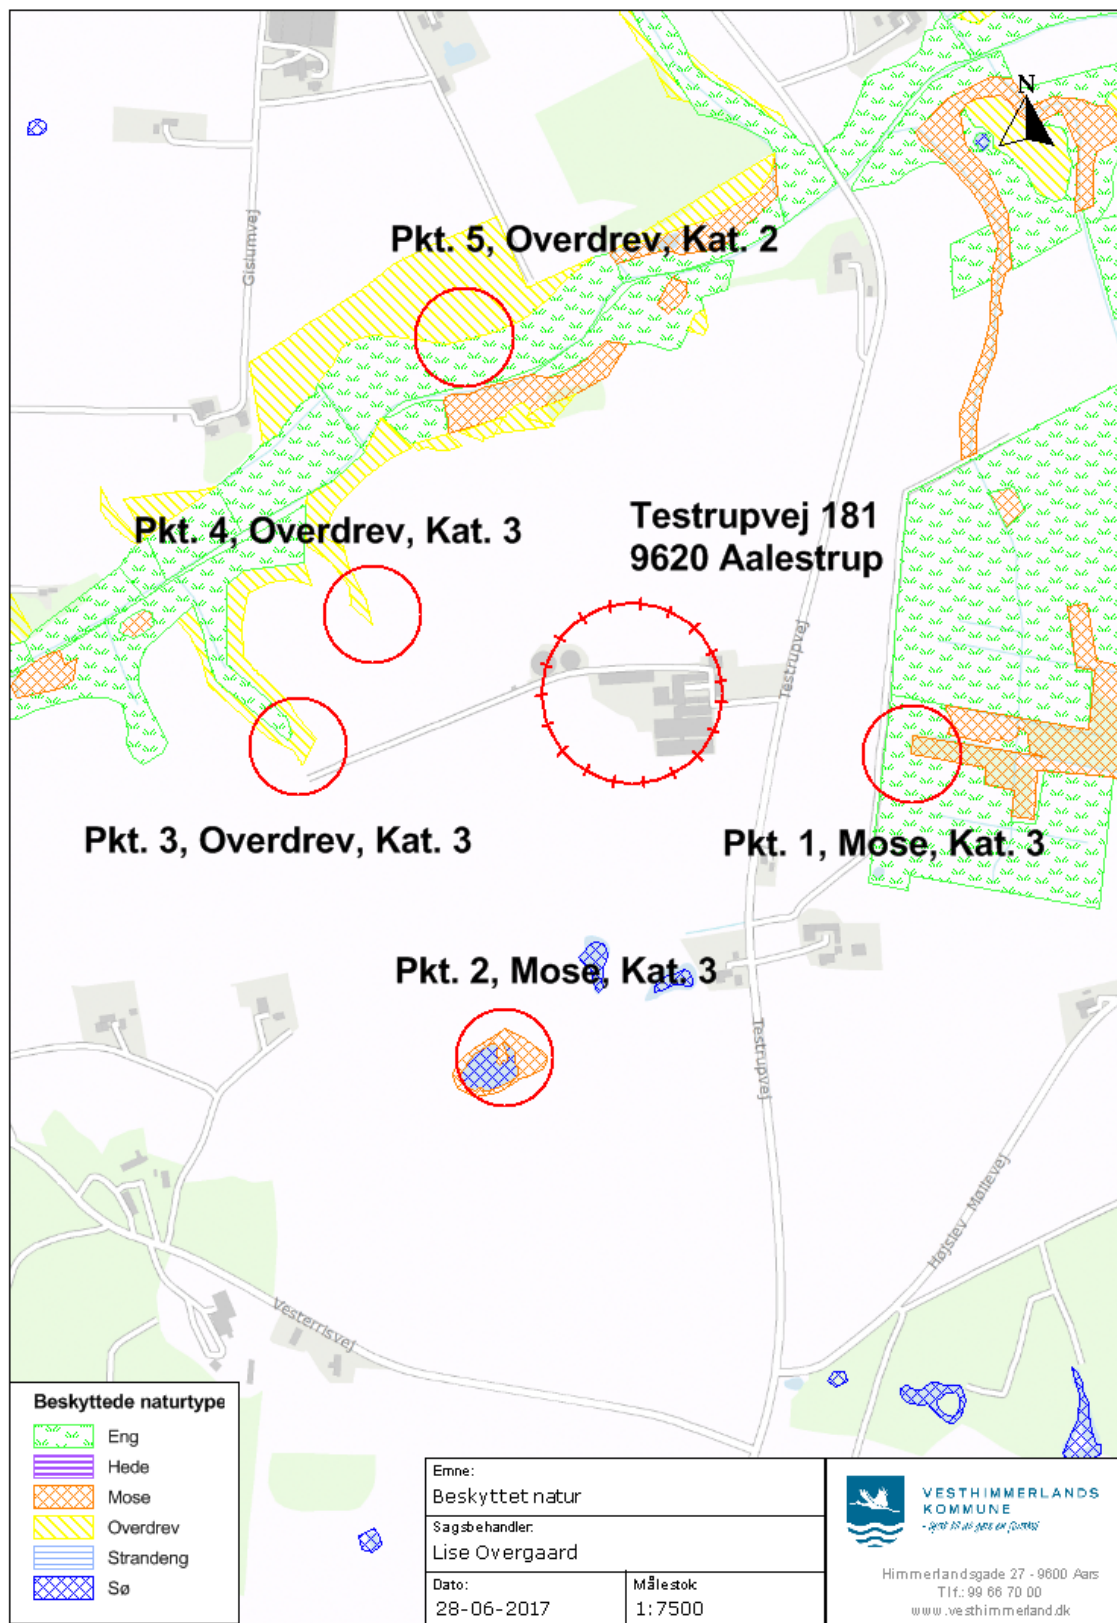 N
Gislumvej
Pkt. 5, Overdrev, Kat. 2
Pkt. 4, Overdrev, Kat. 3
Testrupvej 181
9620 Aalestrup
Testrupvej
Pkt. 3, Overdrev, Kat. 3
Pkt. 1, Mose, Kat. 3
Pkt. 2, Mose, Kat. 3
Testrupvej
Højslev Møllevej
Vesterrisvej
Beskyttede naturtype
Eng
Hede
Mose
Overdrev
Strandeng
Sø
Emne:
Beskyttet natur
Sagsbehandler:
Lise Overgaard
Dato:
28-06-2017
Målestok
1:7500
VESTHIMMERLANDS
KOMMUNE
Himmerlandsgade 27 - 9600 Aars
Tlf.: 99 66 70 00
www.vesthimmerland.dk